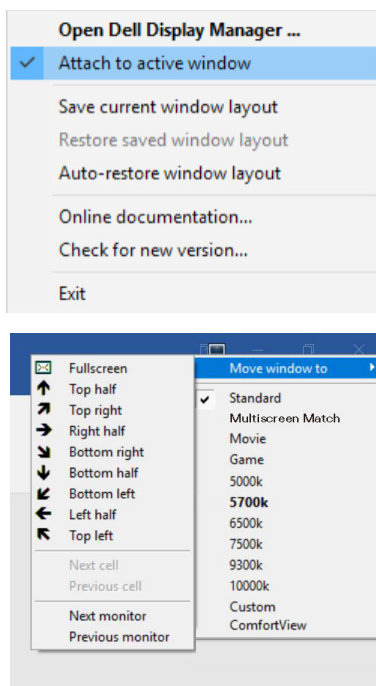 Open Dell Display Manager ...
Attach to active window
Save current window layout
Restore saved window layout
Auto-restore window layout
Online documentation...
Check for new version...
Exit
Fullscreen
Top half
Top right
Right half
Bottom right
Bottom half
Bottom left
Left half
Top left
Next cell
Previous cell
Next monitor
Previous monitor
Move window to
Standard
Multiscreen Match
Movie
Game
5000k
5700k
6500k
7500k
9300k
10000k
Custom
ComfortView